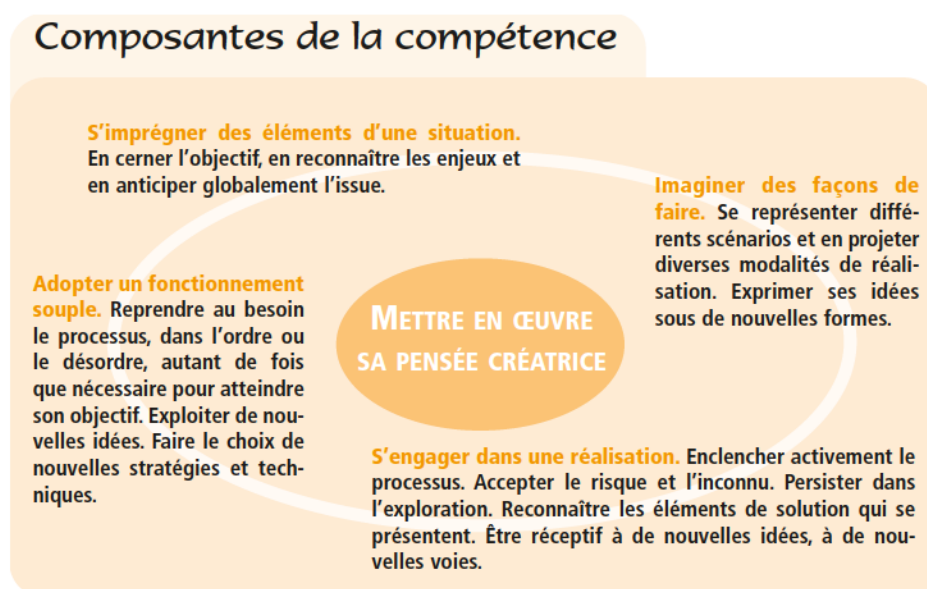 Composantes de la compétence
S'imprégner des éléments d'une situation.
En cerner l'objectif, en reconnaître les enjeux et
en anticiper globalement l'issue.
Imaginer des façons de
faire. Se représenter diffé-
rents scénarios et en projeter
diverses modalités de réali-
sation. Exprimer ses idées
sous de nouvelles formes.
Adopter un fonctionnement
souple. Reprendre au besoin
le processus, dans l'ordre ou
le désordre, autant de fois
que nécessaire pour atteindre
son objectif. Exploiter de nou-
velles idées. Faire le choix de
nouvelles stratégies et tech-
niques.
METTRE EN ŒUVRE
SA PENSÉE CRÉATRICE
S'engager dans une réalisation. Enclencher activement le
processus. Accepter le risque et l'inconnu. Persister dans
l'exploration. Reconnaître les éléments de solution qui se
présentent. Être réceptif à de nouvelles idées, à de nou-
velles voies.